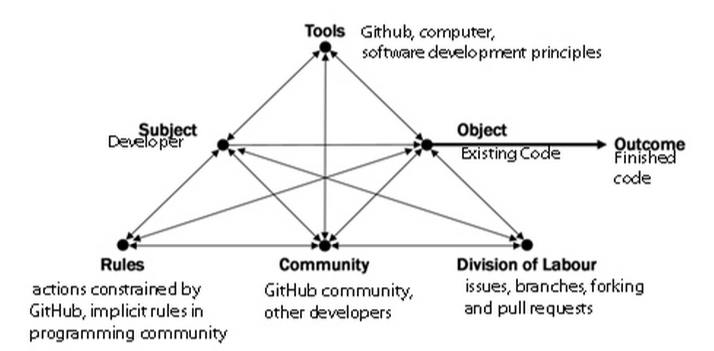 Tools
Github, computer,
software development principles
Subject
Developer
Object
Existing Code
Outcome
Finished
code
Rules
actions constrained by
GitHub, implicit rules in
programming community
Community
GitHub community,
other developers
Division of Labour
issues, branches, forking
and pull requests